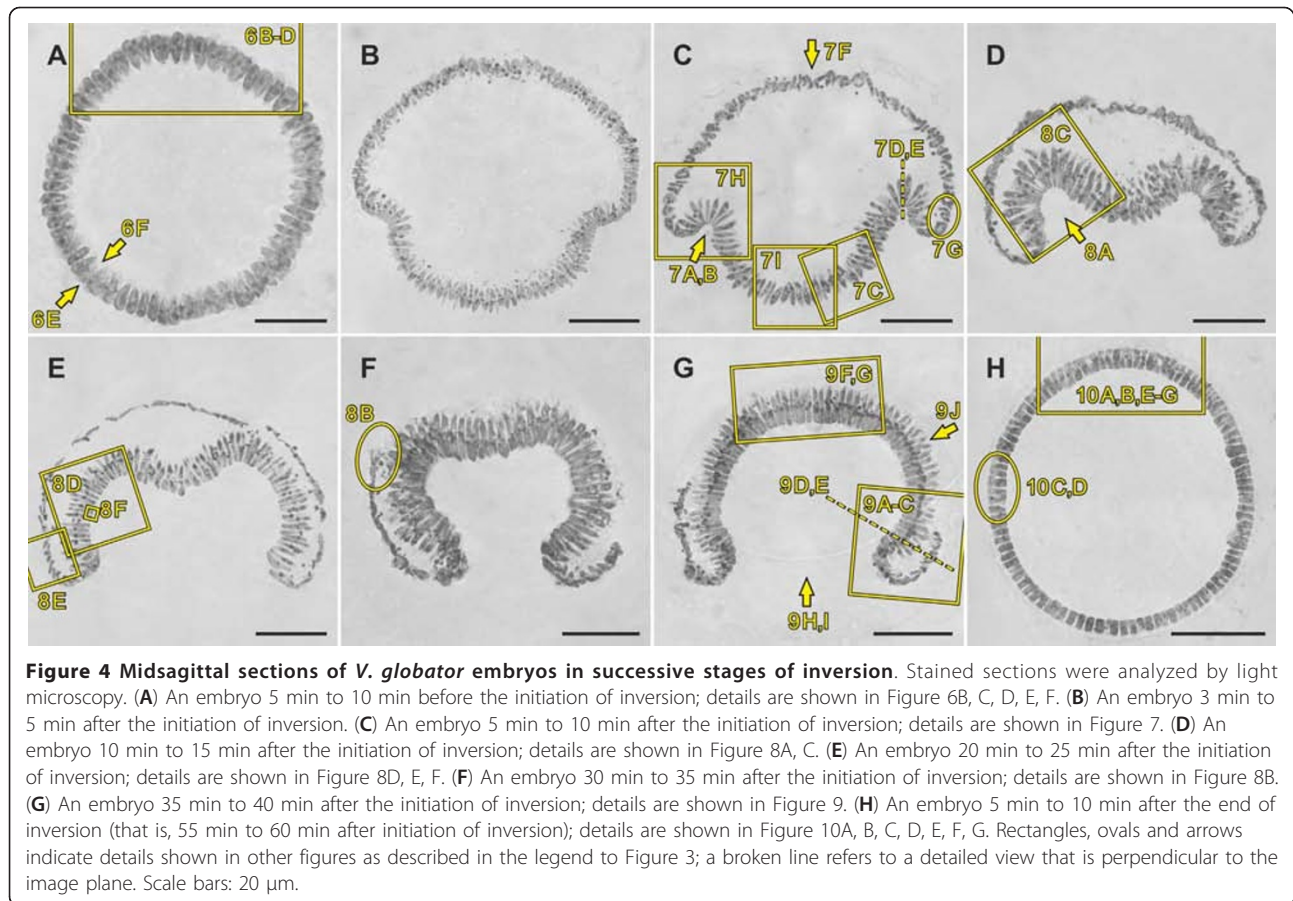 A
6B-D
6F
6E
B
C
7F
7D,E
7H
7G
7A,B
7I
7C
D
8C
8A
E
8D
8F
8E
F
8B
G
9F,G
9J
9D,E
9A-C
9H,I
H
10A,B,E-G
10C,D
Figure 4 Midsagittal sections of V. globator embryos in successive stages of inversion. Stained sections were analyzed by light
microscopy. (A) An embryo 5 min to 10 min before the initiation of inversion; details are shown in Figure 6B, C, D, E, F. (B) An embryo 3 min to
5 min after the initiation of inversion. (C) An embryo 5 min to 10 min after the initiation of inversion; details are shown in Figure 7. (D) An
embryo 10 min to 15 min after the initiation of inversion; details are shown in Figure 8A, C. (E) An embryo 20 min to 25 min after the initiation
of inversion; details are shown in Figure 8D, E, F. (F) An embryo 30 min to 35 min after the initiation of inversion; details are shown in Figure 8B.
(G) An embryo 35 min to 40 min after the initiation of inversion; details are shown in Figure 9. (H) An embryo 5 min to 10 min after the end of
inversion (that is, 55 min to 60 min after initiation of inversion); details are shown in Figure 10A, B, C, D, E, F, G. Rectangles, ovals and arrows
indicate details shown in other figures as described in the legend to Figure 3; a broken line refers to a detailed view that is perpendicular to the
image plane. Scale bars: 20 μm.